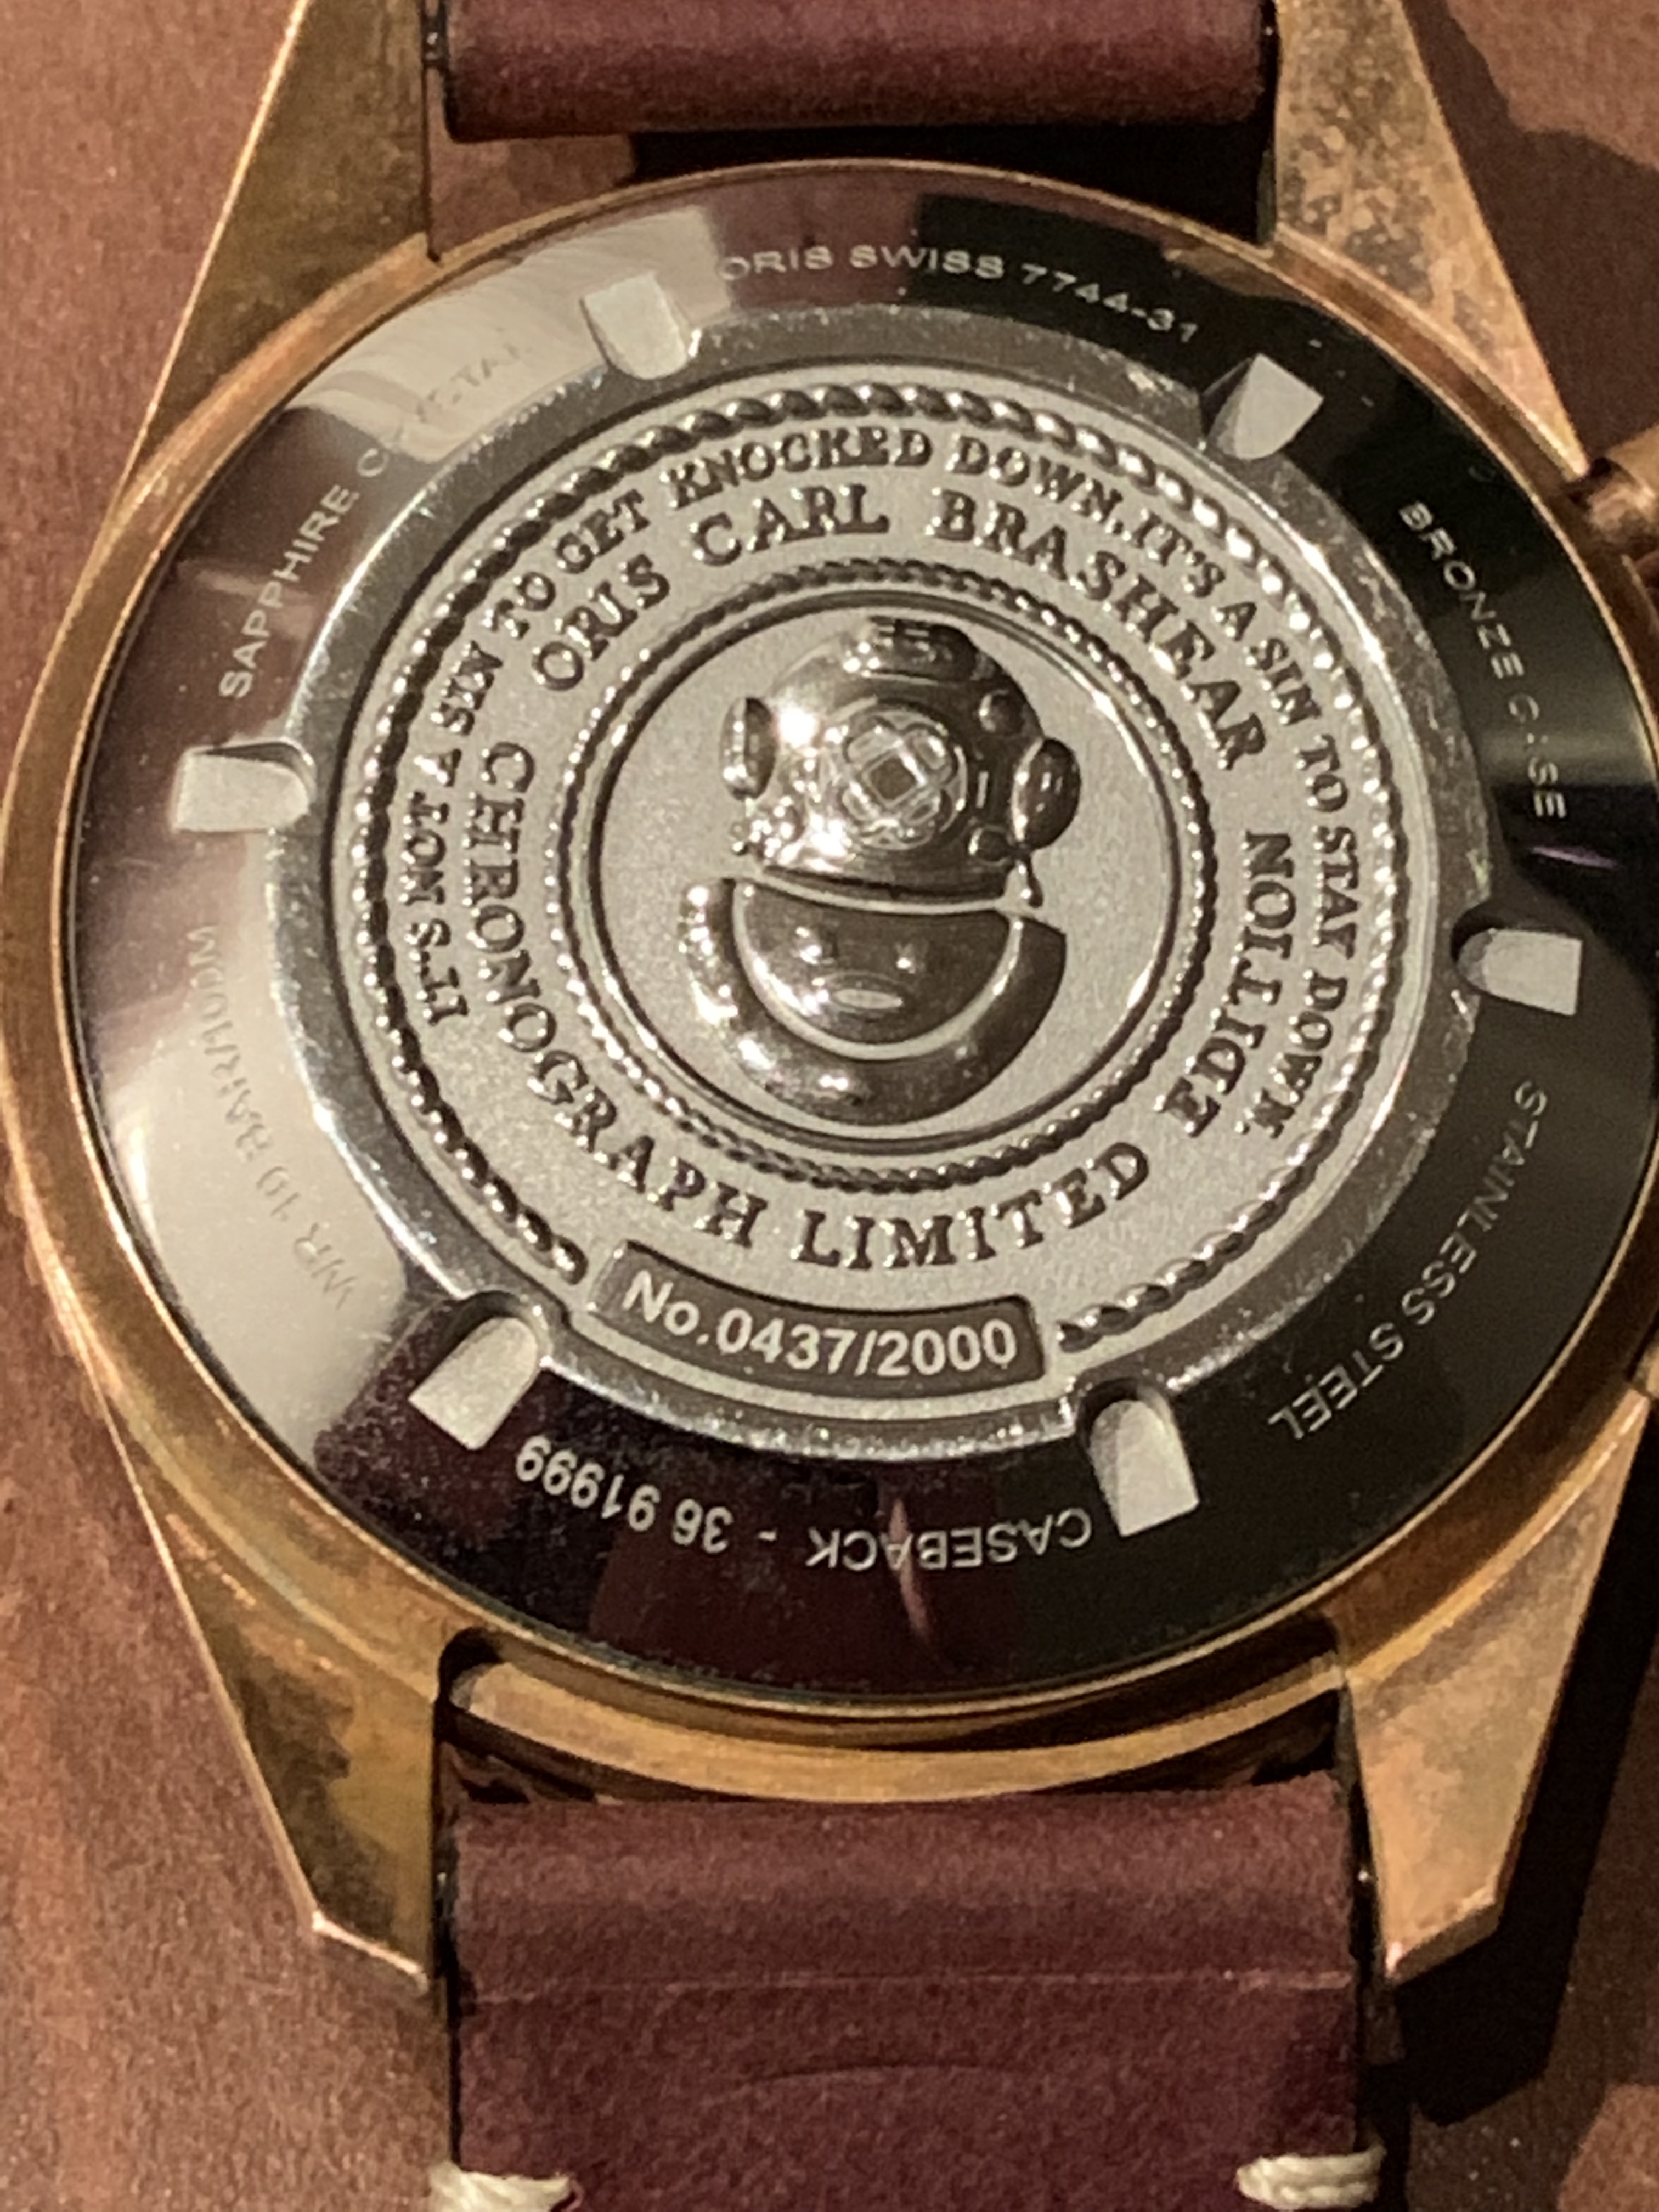 ORIS SWISS 7744-31
BRONZE CASE
STAINLESS STEEL
CASEBACK - 36 91999
WR 10 BAR/100M
SAPPHIRE CRYSTAL
IT'S NOT A SIN TO GET KNOCKED DOWN, IT'S A SIN TO STAY DOWN.
ORIS CARL BRASHEAR
CHRONOGRAPH LIMITED EDITION
No.0437/2000